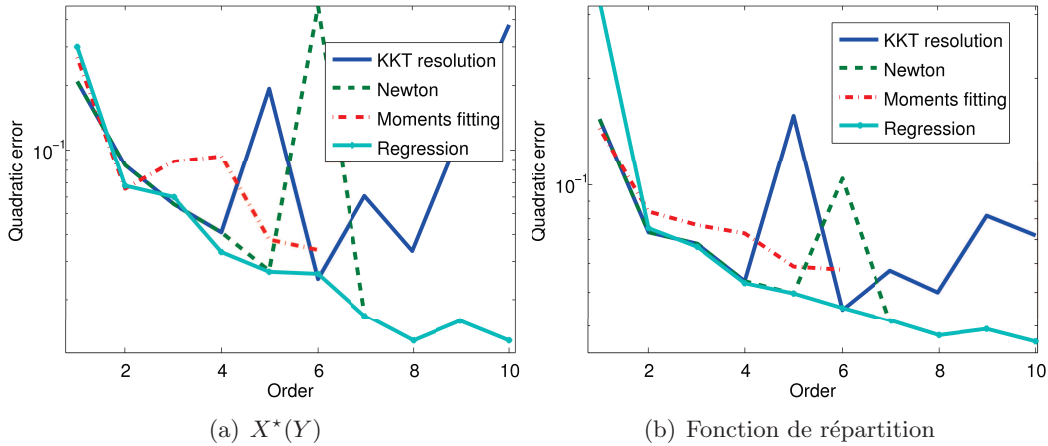 Quadratic error
10⁻¹
2
4
6
8
10
Order
KKT resolution
Newton
Moments fitting
Regression
(a) X⋆(Y)
Quadratic error
10⁻¹
2
4
6
8
10
Order
KKT resolution
Newton
Moments fitting
Regression
(b) Fonction de répartition